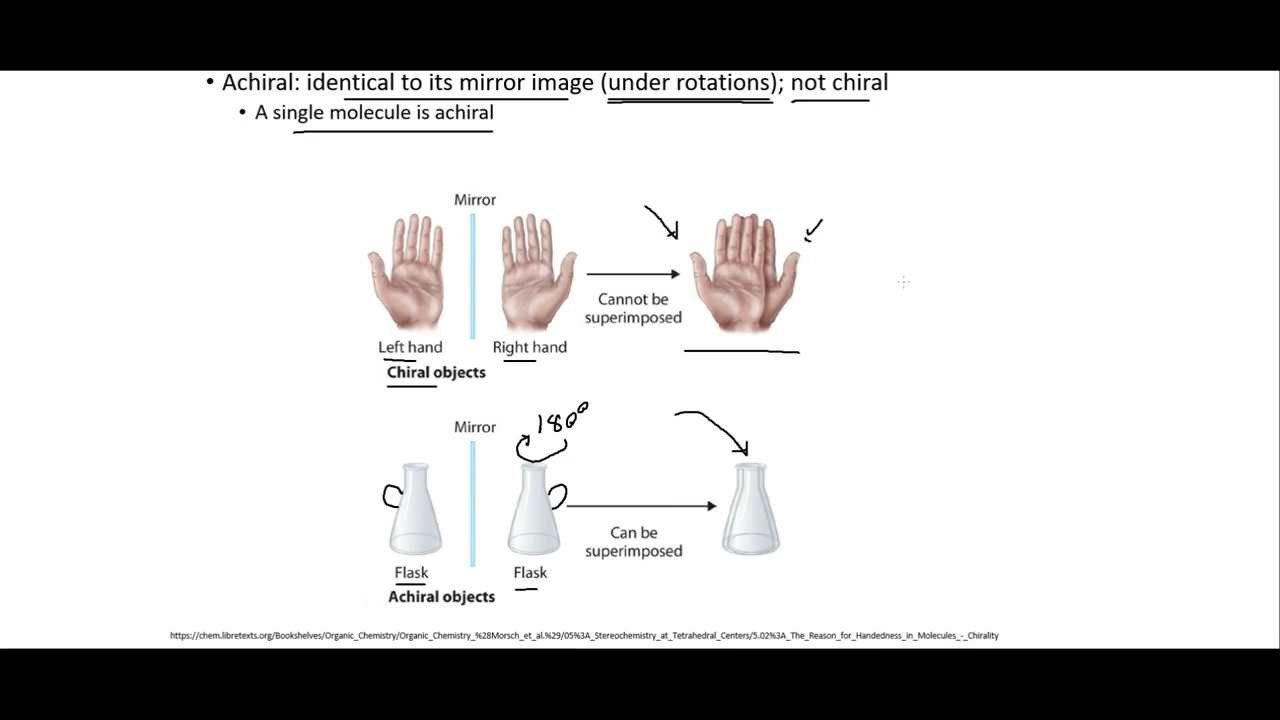 • Achiral: identical to its mirror image (under rotations); not chiral
• A single molecule is achiral
Mirror
Cannot be
superimposed
Left hand
Right hand
Chiral objects
180°
Mirror
Can be
superimposed
Flask
Flask
Achiral objects
https://chem.libretexts.org/Bookshelves/Organic_Chemistry/Organic_Chemistry_%28Morsch_et_al.%29/05%3A_Stereochemistry_at_Tetrahedral_Centers/5.02%3A_The_Reason_for_Handedness_in_Molecules_-_Chirality